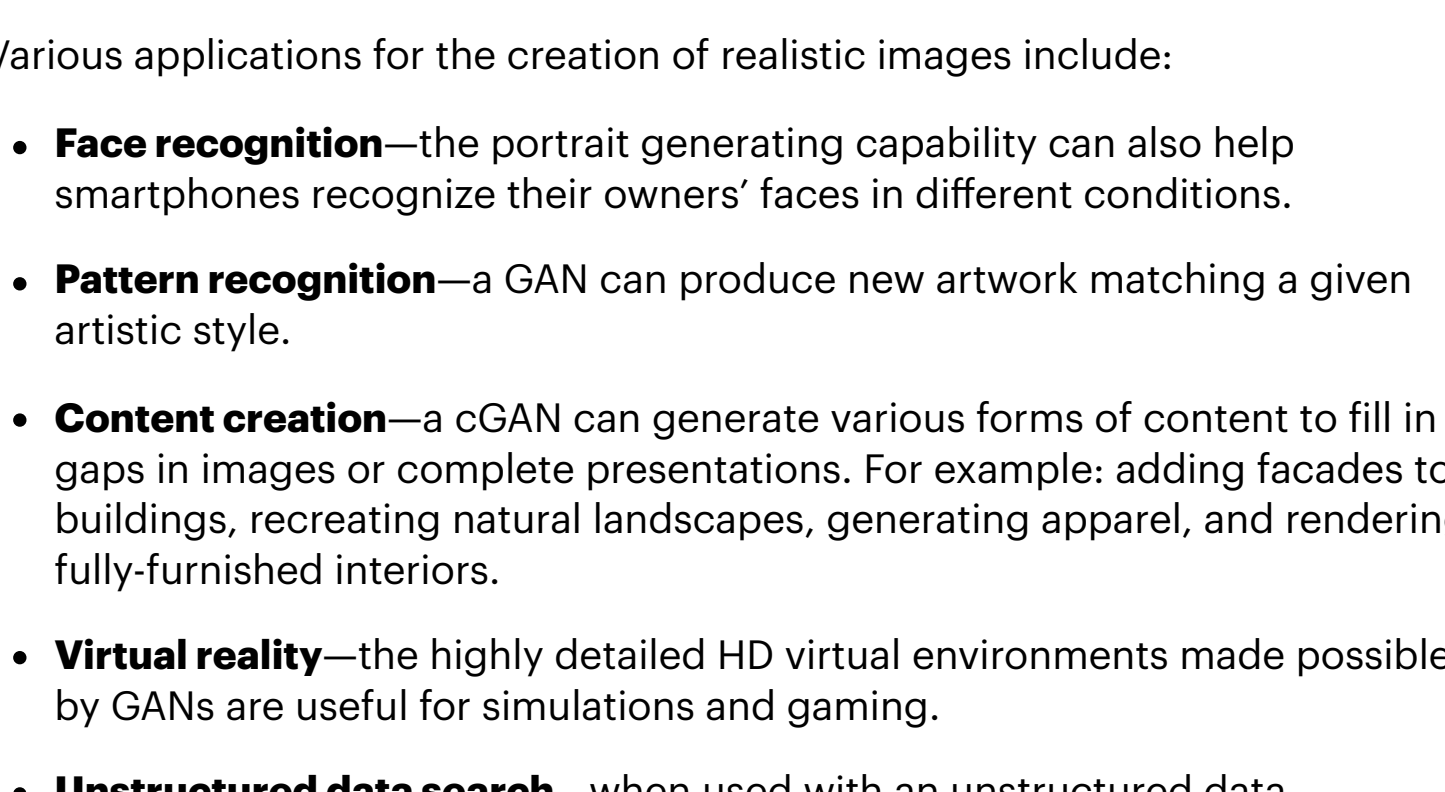 Various applications for the creation of realistic images include:
• Face recognition—the portrait generating capability can also help
smartphones recognize their owners’ faces in different conditions.
• Pattern recognition—a GAN can produce new artwork matching a given
artistic style.
• Content creation—a cGAN can generate various forms of content to fill in
gaps in images or complete presentations. For example: adding facades to
buildings, recreating natural landscapes, generating apparel, and renderin
fully-furnished interiors.
• Virtual reality—the highly detailed HD virtual environments made possible
by GANs are useful for simulations and gaming.
• Unstructured data search—when used with an unstructured data